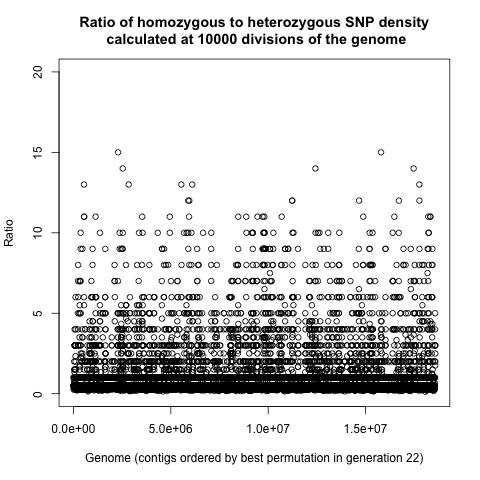 Ratio of homozygous to heterozygous SNP density
calculated at 10000 divisions of the genome
20
15
10
5
0
Ratio
0.0e+00 5.0e+06 1.0e+07 1.5e+07
Genome (contigs ordered by best permutation in generation 22)